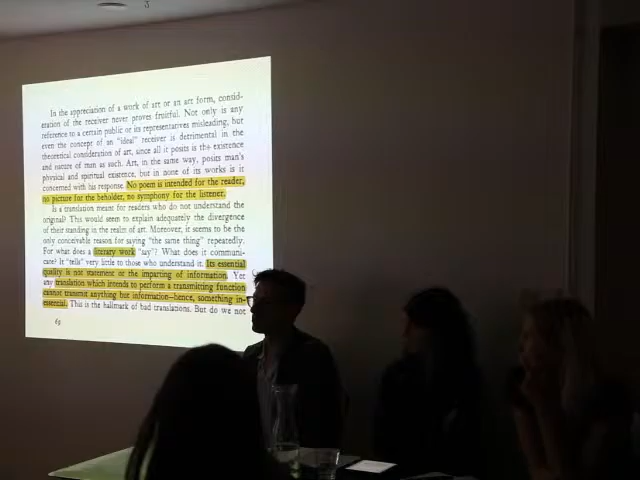 In the appreciation of a work of art or an art form, consid-
eration of the receiver never proves fruitful. Not only is any
reference to a certain public or its representatives misleading, but
even the concept of an "ideal" receiver is detrimental in the
theoretical consideration of art, since all it posits is the existence
and nature of man as such. Art, in the same way, posits man's
physical and spiritual existence, but in none of its works is it
concerned with his response. No poem is intended for the reader,
no picture for the beholder, no symphony for the listener.
Is a translation meant for readers who do not understand the
original? This would seem to explain adequately the divergence
of their standing in the realm of art. Moreover, it seems to be the
only conceivable reason for saying "the same thing" repeatedly.
For what does a literary work "say"? What does it communi-
cate? It "tells" very little to those who understand it. Its essential
quality is not statement or the imparting of information. Yet
any translation which intends to perform a transmitting function
cannot transmit anything but information—hence, something in-
essential. This is the hallmark of bad translations. But do we not
69